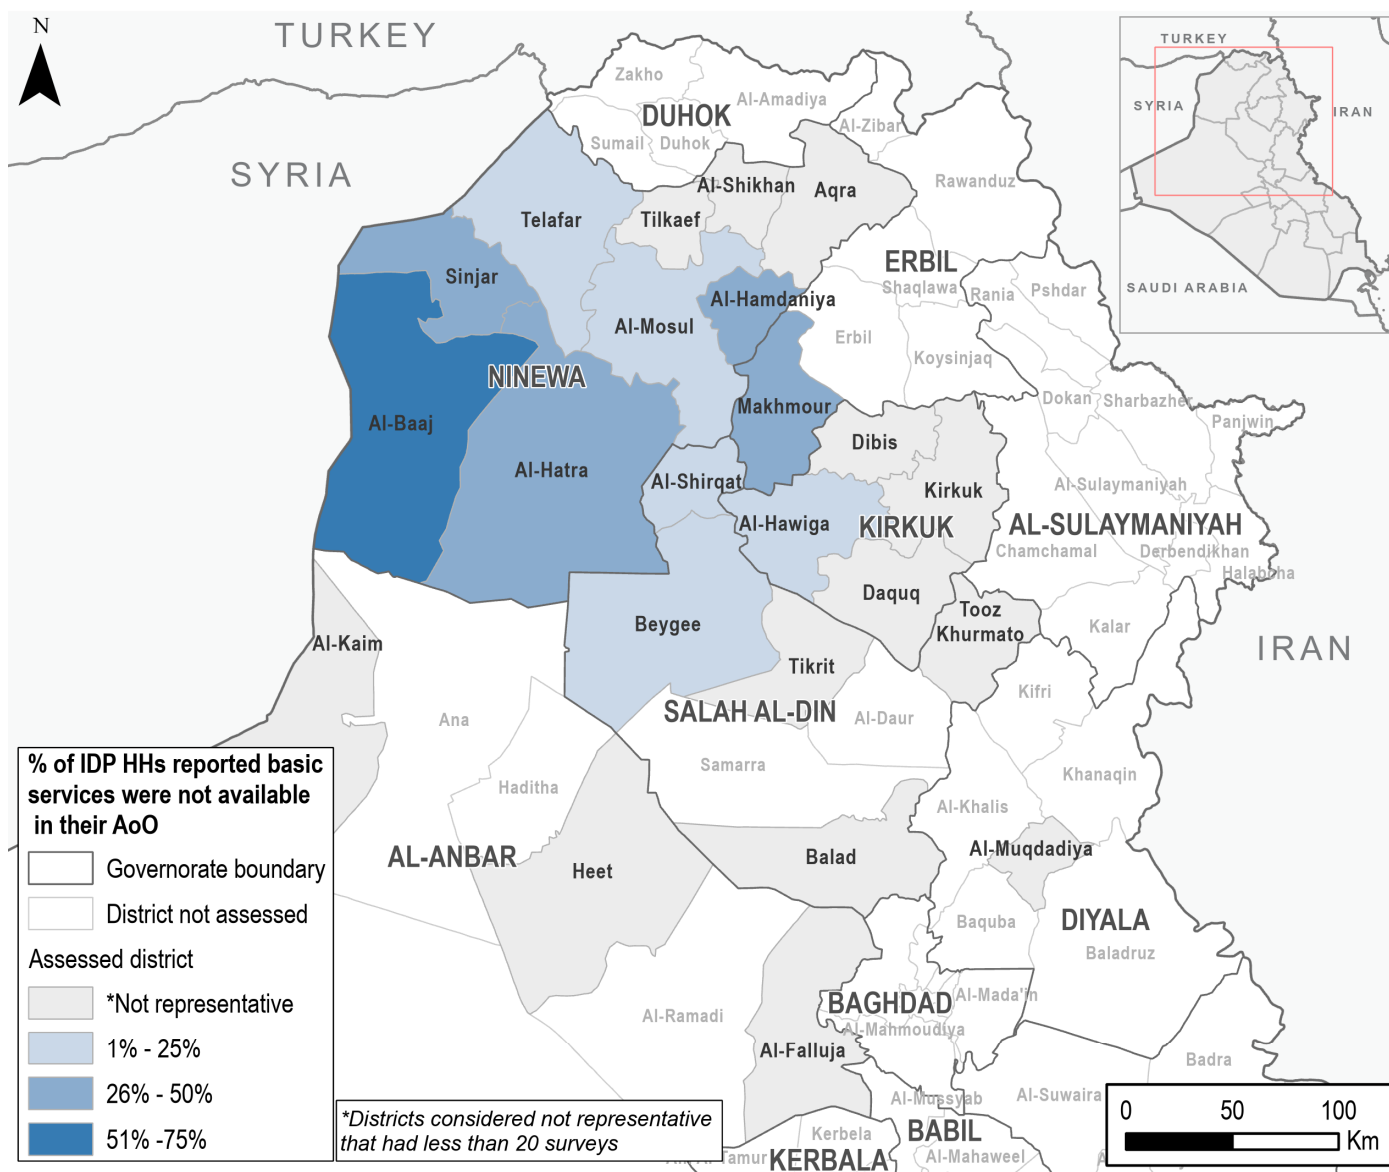 N
TURKEY
SYRIA
IRAN
TURKEY
SYRIA
IRAN
SAUDI ARABIA
Zakho
Al-Amadiya
DUHOK
Al-Zibar
Sumail
Duhok
Al-Shikhan
Aqra
Rawanduz
Telafar
Tilkaef
ERBIL
Sinjar
Shaqlawa
Rania
Pshdar
Al-Hamdaniya
Al-Mosul
Erbil
Koysinjaq
NINEWA
Makhmour
Dokan
Sharbazher
Panjwin
Al-Baaj
Dibis
Al-Hatra
Al-Shirqat
Kirkuk
Al-Sulaymaniyah
Al-Hawiga
KIRKUK
AL-SULAYMANIYAH
Chamchamal
Derbendikhan
Halabcha
Daquq
Tooz
Khurmato
Beygee
Kalar
Al-Kaim
Tikrit
Kifri
SALAH AL-DIN
Ana
Al-Daur
Samarra
Khanaqin
Haditha
Al-Khalis
Al-Muqdadiya
AL-ANBAR
Balad
Heet
Baquba
DIYALA
Baladruz
BAGHDAD
Al-Mada'in
Al-Ramadi
Al-Mahmoudiya
Al-Falluja
Badra
Al-Mussyab
Al-Suwaira
Kerbela
BABIL
Tamur
KERBALA
Al-Mahaweel
% of IDP HHs reported basic
services were not available
in their AoO
Governorate boundary
District not assessed
Assessed district
*Not representative
1% - 25%
26% - 50%
51% -75%
*Districts considered not representative
that had less than 20 surveys
0 50 100
Km